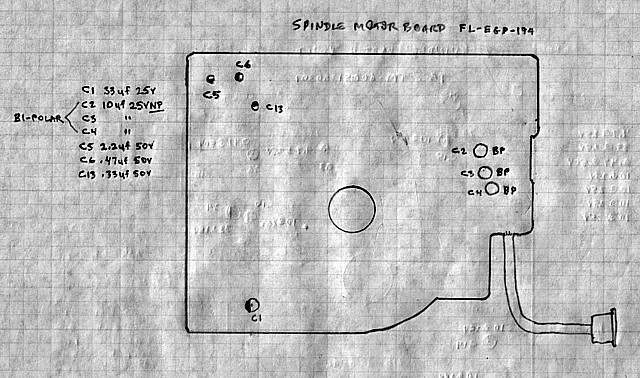 SPINDLE MOTOR BOARD FL-EGP-194
C1 33uf 25V
C2 10uf 25V NP
BI-POLAR
C3 "
C4 "
C5 2.2uf 50V
C6 .47uf 50V
C13 .33uf 50V
C6
C5
C13
C2 BP
C3 BP
C4 BP
C1